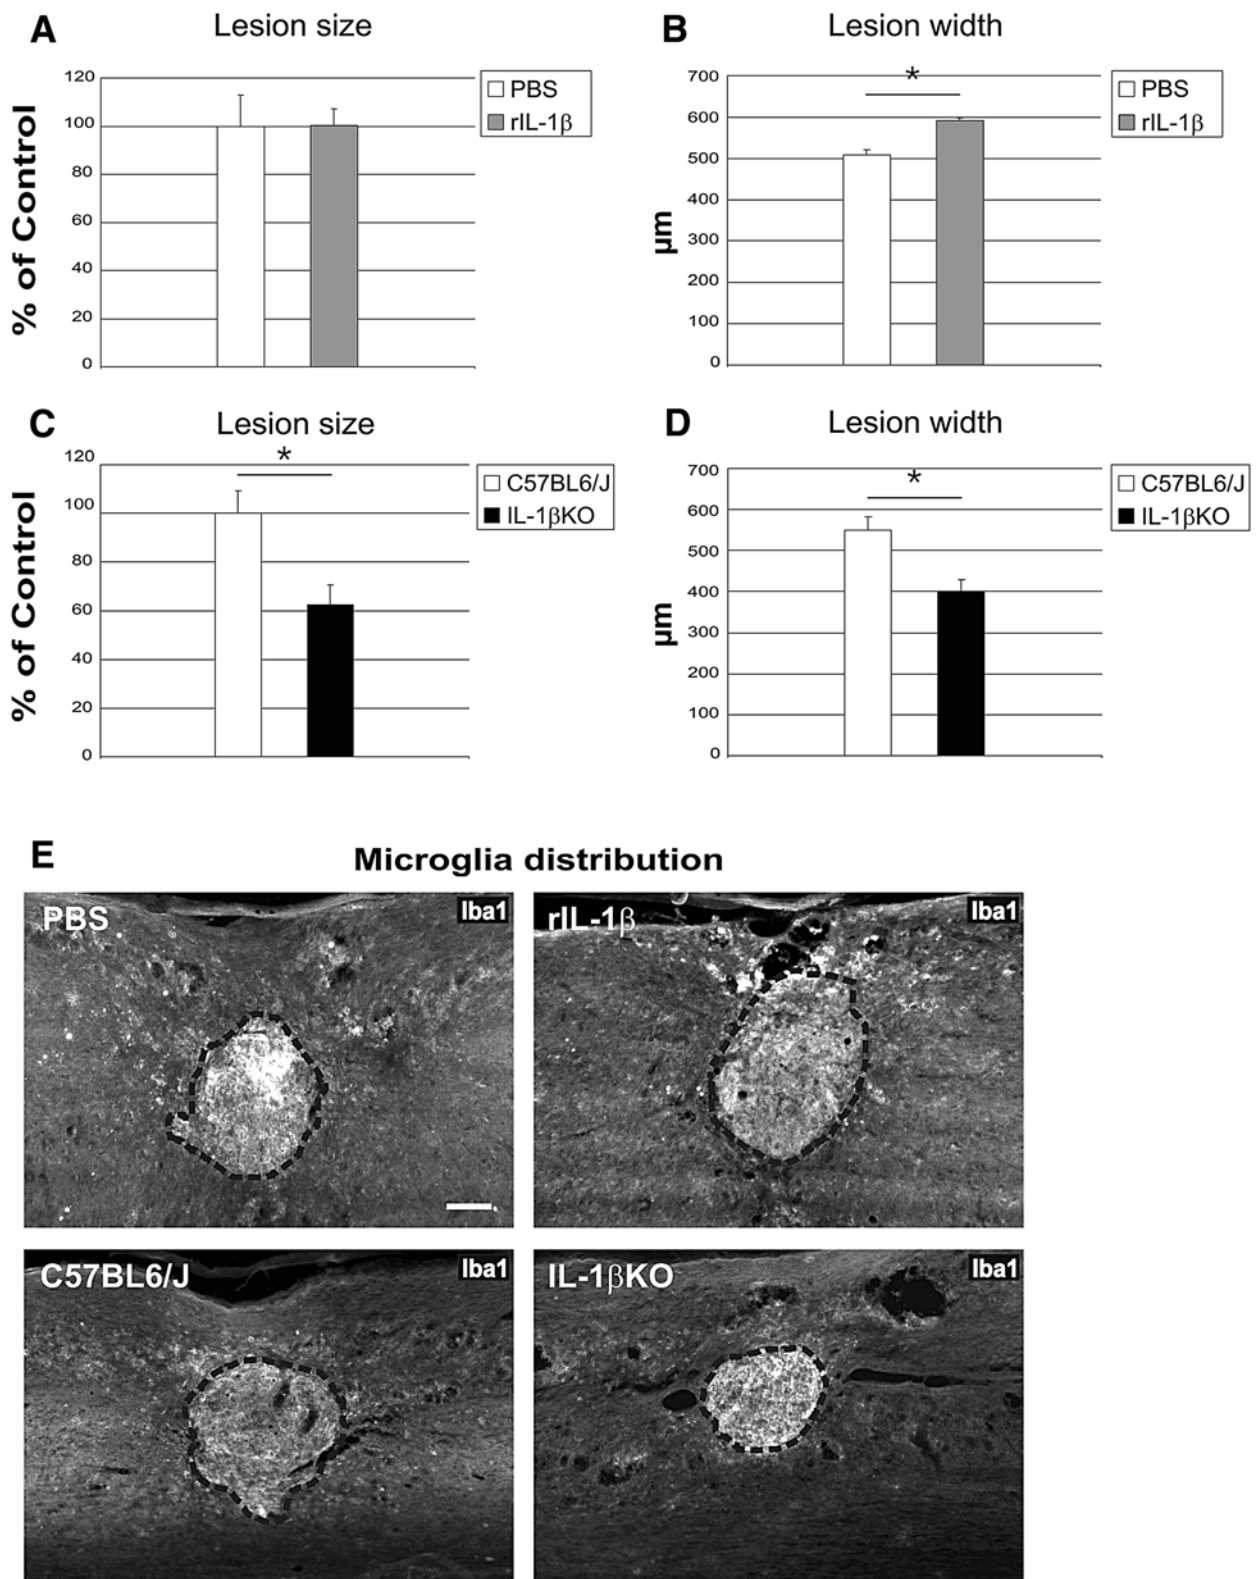 A
Lesion size
% of Control
120
100
80
60
40
20
0
PBS
rIL-1β
B
Lesion width
µm
700
600
500
400
300
200
100
0
*
PBS
rIL-1β
C
Lesion size
% of Control
120
100
80
60
40
20
0
*
C57BL6/J
IL-1βKO
D
Lesion width
µm
700
600
500
400
300
200
100
0
*
C57BL6/J
IL-1βKO
E
Microglia distribution
PBS
Iba1
rIL-1β
Iba1
C57BL6/J
Iba1
IL-1βKO
Iba1